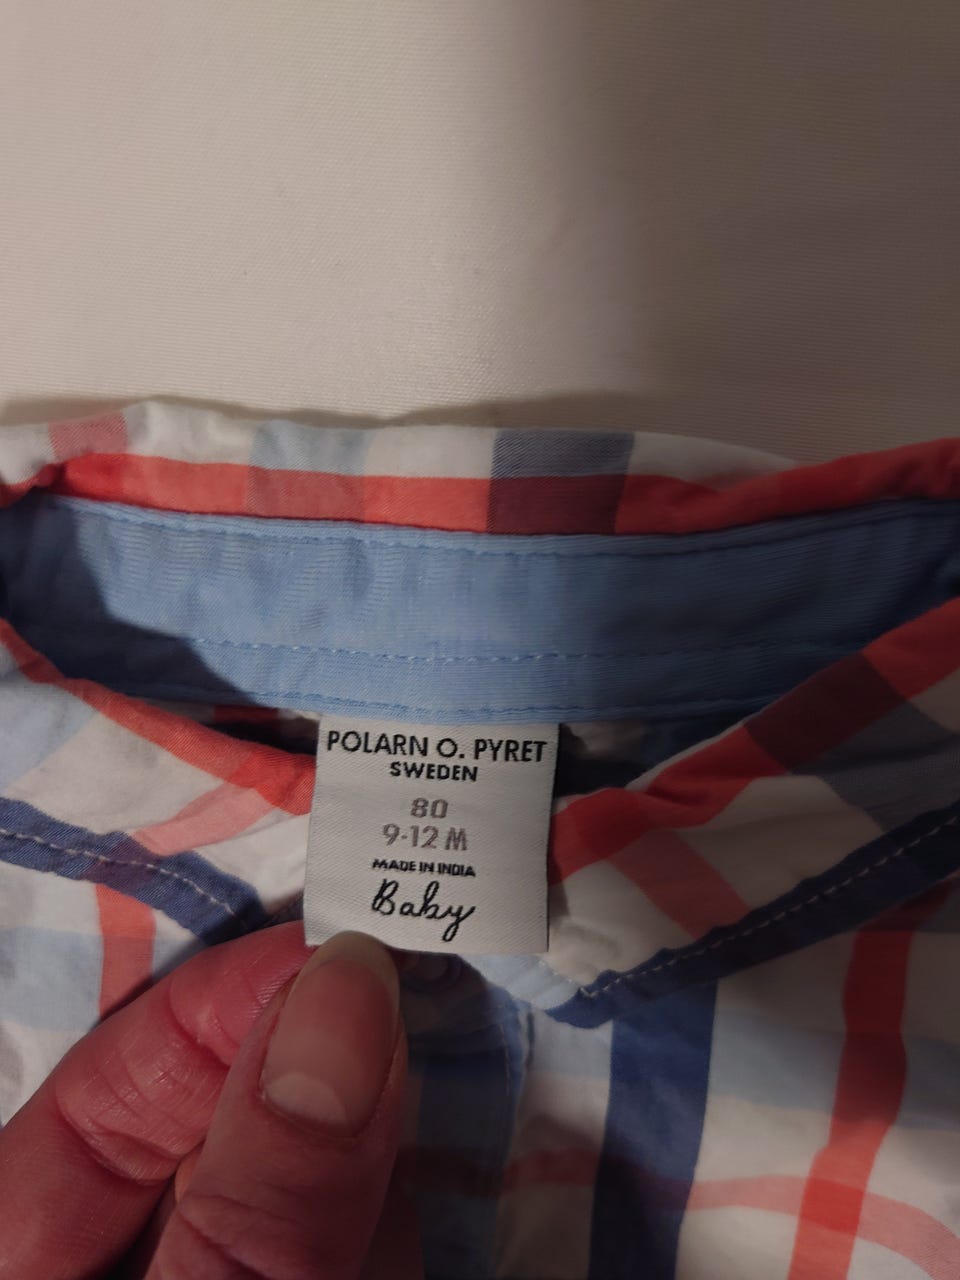 POLARN O. PYRET
SWEDEN
80
9-12 M
MADE IN INDIA
Baby